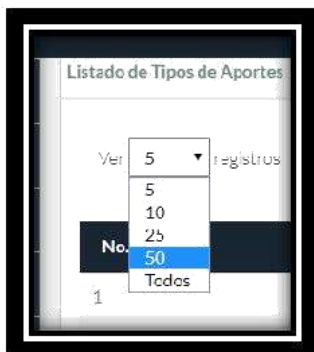 Listado de Tipos de Aportes
Ver 5 registros
5
10
25
50
Todos
No.
1